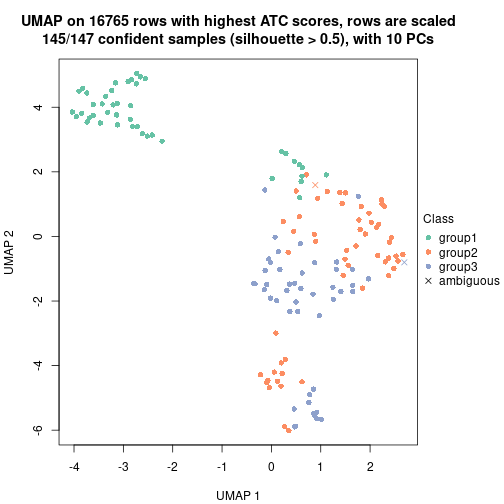 UMAP on 16765 rows with highest ATC scores, rows are scaled
145/147 confident samples (silhouette > 0.5), with 10 PCs
4
2
0
-2
-4
-6
UMAP 2
-4
-3
-2
-1
0
1
2
UMAP 1
Class
group1
group2
group3
ambiguous